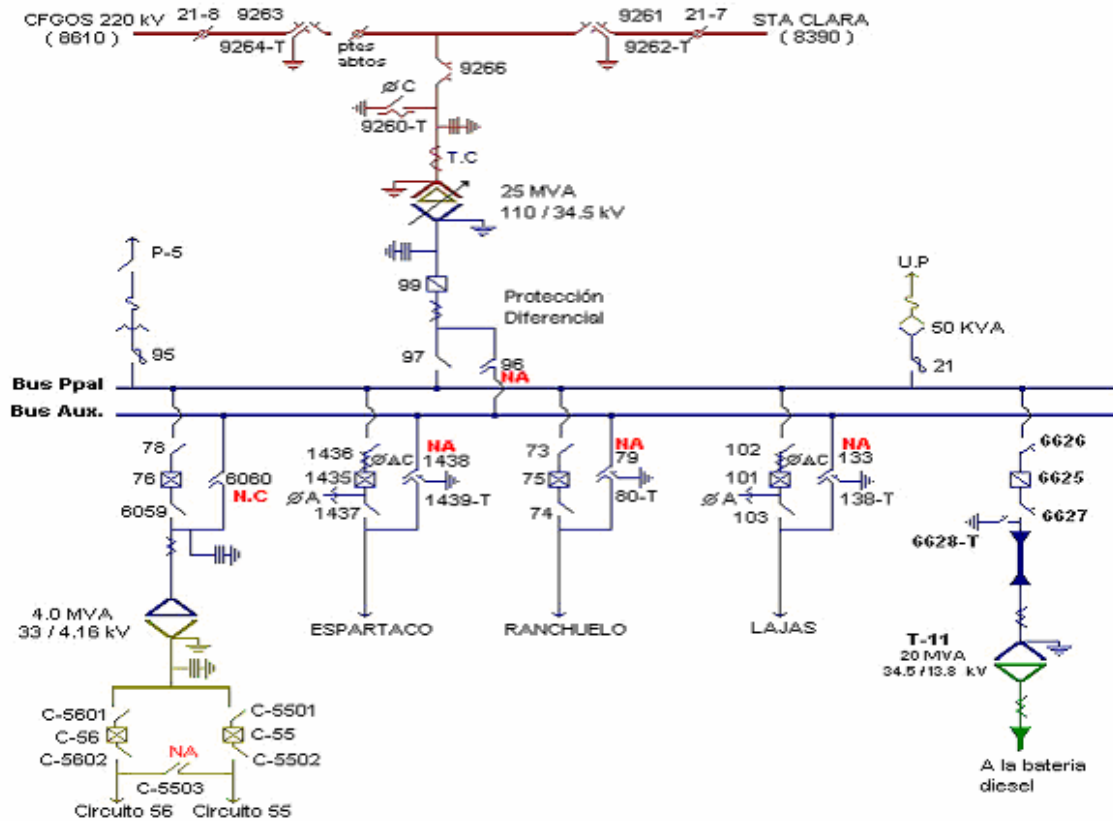 CFGOS 220 kV
( 8610 )
21-8
9263
9264-T
ptes
abtos
9261
21-7
9262-T
STA CLARA
( 8390 )
9266
ØC
9260-T
T.C
25 MVA
110 / 34.5 kV
P-5
99
Protección
Diferencial
U.P
50 KVA
95
97
96
NA
21
Bus Ppal
Bus Aux.
78
76
6059
6060
N.C
1436
ØAC
1435
ØA
1437
NA
1438
1439-T
73
75
74
NA
79
80-T
102
ØAC
101
ØA
103
NA
133
138-T
6626
6625
6627
6628-T
4.0 MVA
33 / 4.16 kV
ESPARTACO
RANCHUELO
LAJAS
T-11
20 MVA
34.5/13.8 kV
C-5601
C-56
C-5602
C-5501
C-55
C-5502
NA
C-5503
Circuito 56
Circuito 55
A la bateria
diesel